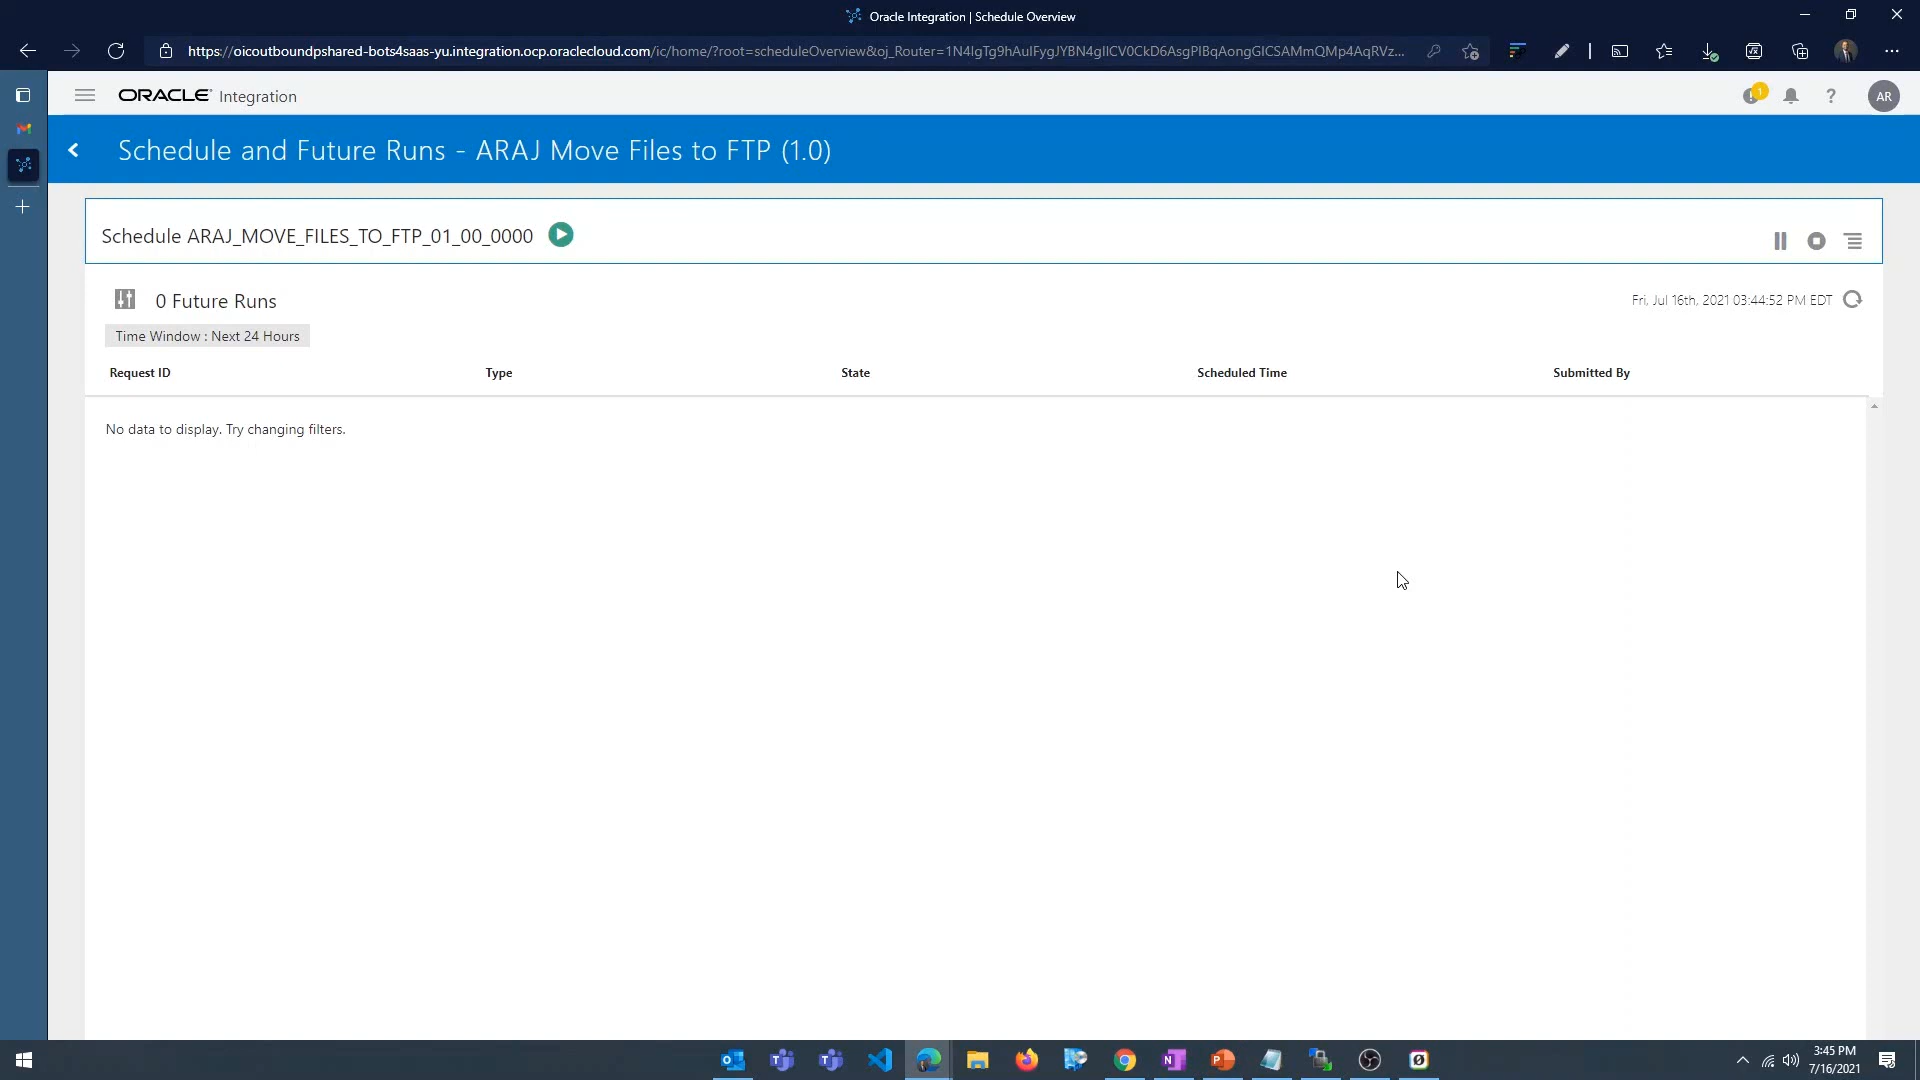 Oracle Integration | Schedule Overview
https://oicoutboundpshared-bots4saas-yu.integration.ocp.oraclecloud.com/ic/home/?root=scheduleOverview&oj_Router=
ORACLE Integration
1
AR
Schedule and Future Runs - ARAJ Move Files to FTP (1.0)
Schedule ARAJ_MOVE_FILES_TO_FTP_01_00_0000
0 Future Runs
Fri, Jul 16th, 2021 03:44:52 PM EDT
Time Window : Next 24 Hours
Request ID Type State Scheduled Time Submitted By
No data to display. Try changing filters.
3:45 PM
7/16/2021